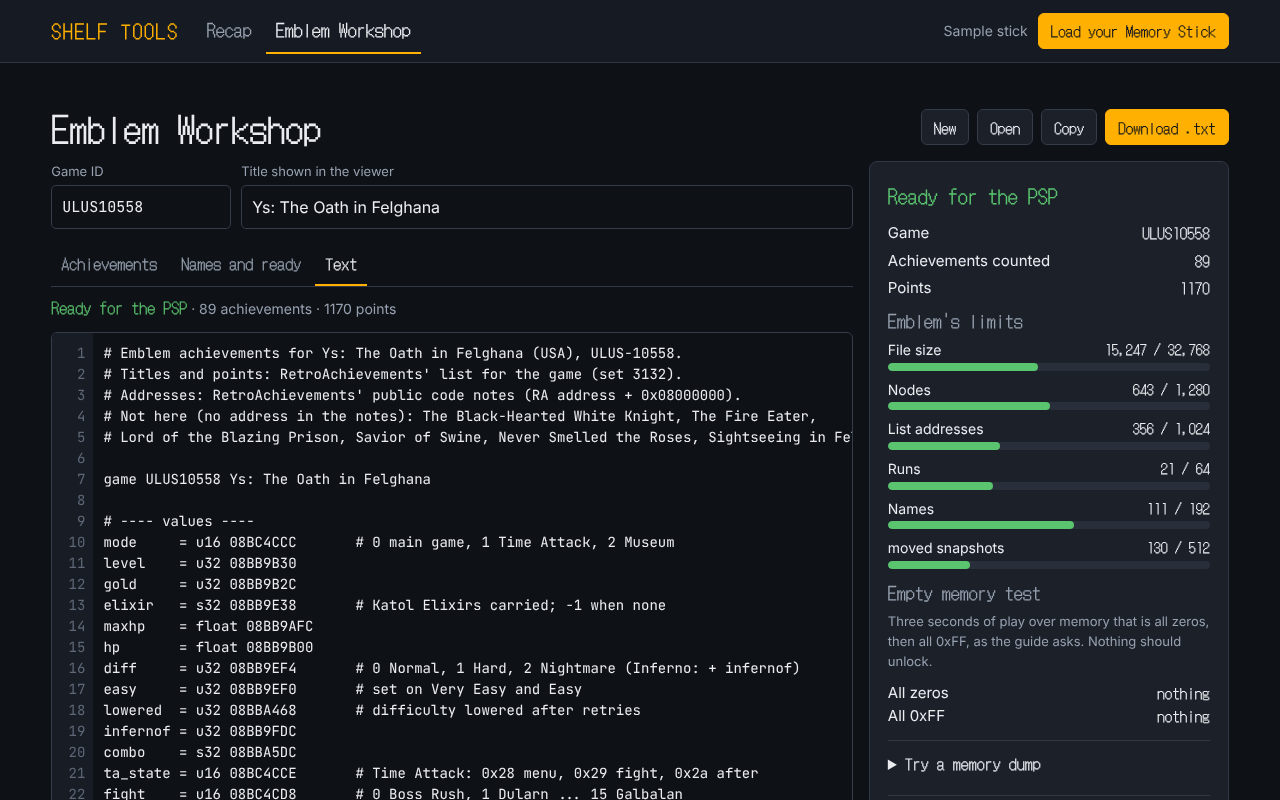 SHELF TOOLS Recap Emblem Workshop Sample stick Load your Memory Stick
Emblem Workshop
New Open Copy Download .txt
Game ID
Title shown in the viewer
ULUS10558
Ys: The Oath in Felghana
Achievements Names and ready Text
Ready for the PSP · 89 achievements · 1170 points
1 # Emblem achievements for Ys: The Oath in Felghana (USA), ULUS-10558.
2 # Titles and points: RetroAchievements' list for the game (set 3132).
3 # Addresses: RetroAchievements' public code notes (RA address + 0x08000000).
4 # Not here (no address in the notes): The Black-Hearted White Knight, The Fire Eater,
5 # Lord of the Blazing Prison, Savior of Swine, Never Smelled the Roses, Sightseeing in Fe
6
7 game ULUS10558 Ys: The Oath in Felghana
8
9 # ---- values ----
10 mode     = u16 08BC4CCC       # 0 main game, 1 Time Attack, 2 Museum
11 level    = u32 08BB9B30
12 gold     = u32 08BB9B2C
13 elixir   = s32 08BB9E38       # Katol Elixirs carried; -1 when none
14 maxhp    = float 08BB9AFC
15 hp       = float 08BB9B00
16 diff     = u32 08BB9EF4       # 0 Normal, 1 Hard, 2 Nightmare (Inferno: + infernof)
17 easy     = u32 08BB9EF0       # set on Very Easy and Easy
18 lowered  = u32 08BBA468       # difficulty lowered after retries
19 infernof = u32 08BB9FDC
20 combo    = s32 08BBA5DC
21 ta_state = u16 08BC4CCE       # Time Attack: 0x28 menu, 0x29 fight, 0x2a after
22 fight    = u16 08BC4CD8       # 0 Boss Rush, 1 Dularn ... 15 Galbalan
Ready for the PSP
Game ULUS10558
Achievements counted 89
Points 1170
Emblem's limits
File size 15,247 / 32,768
Nodes 643 / 1,280
List addresses 356 / 1,024
Runs 21 / 64
Names 111 / 192
moved snapshots 130 / 512
Empty memory test
Three seconds of play over memory that is all zeros,
then all 0xFF, as the guide asks. Nothing should
unlock.
All zeros nothing
All 0xFF nothing
▶ Try a memory dump